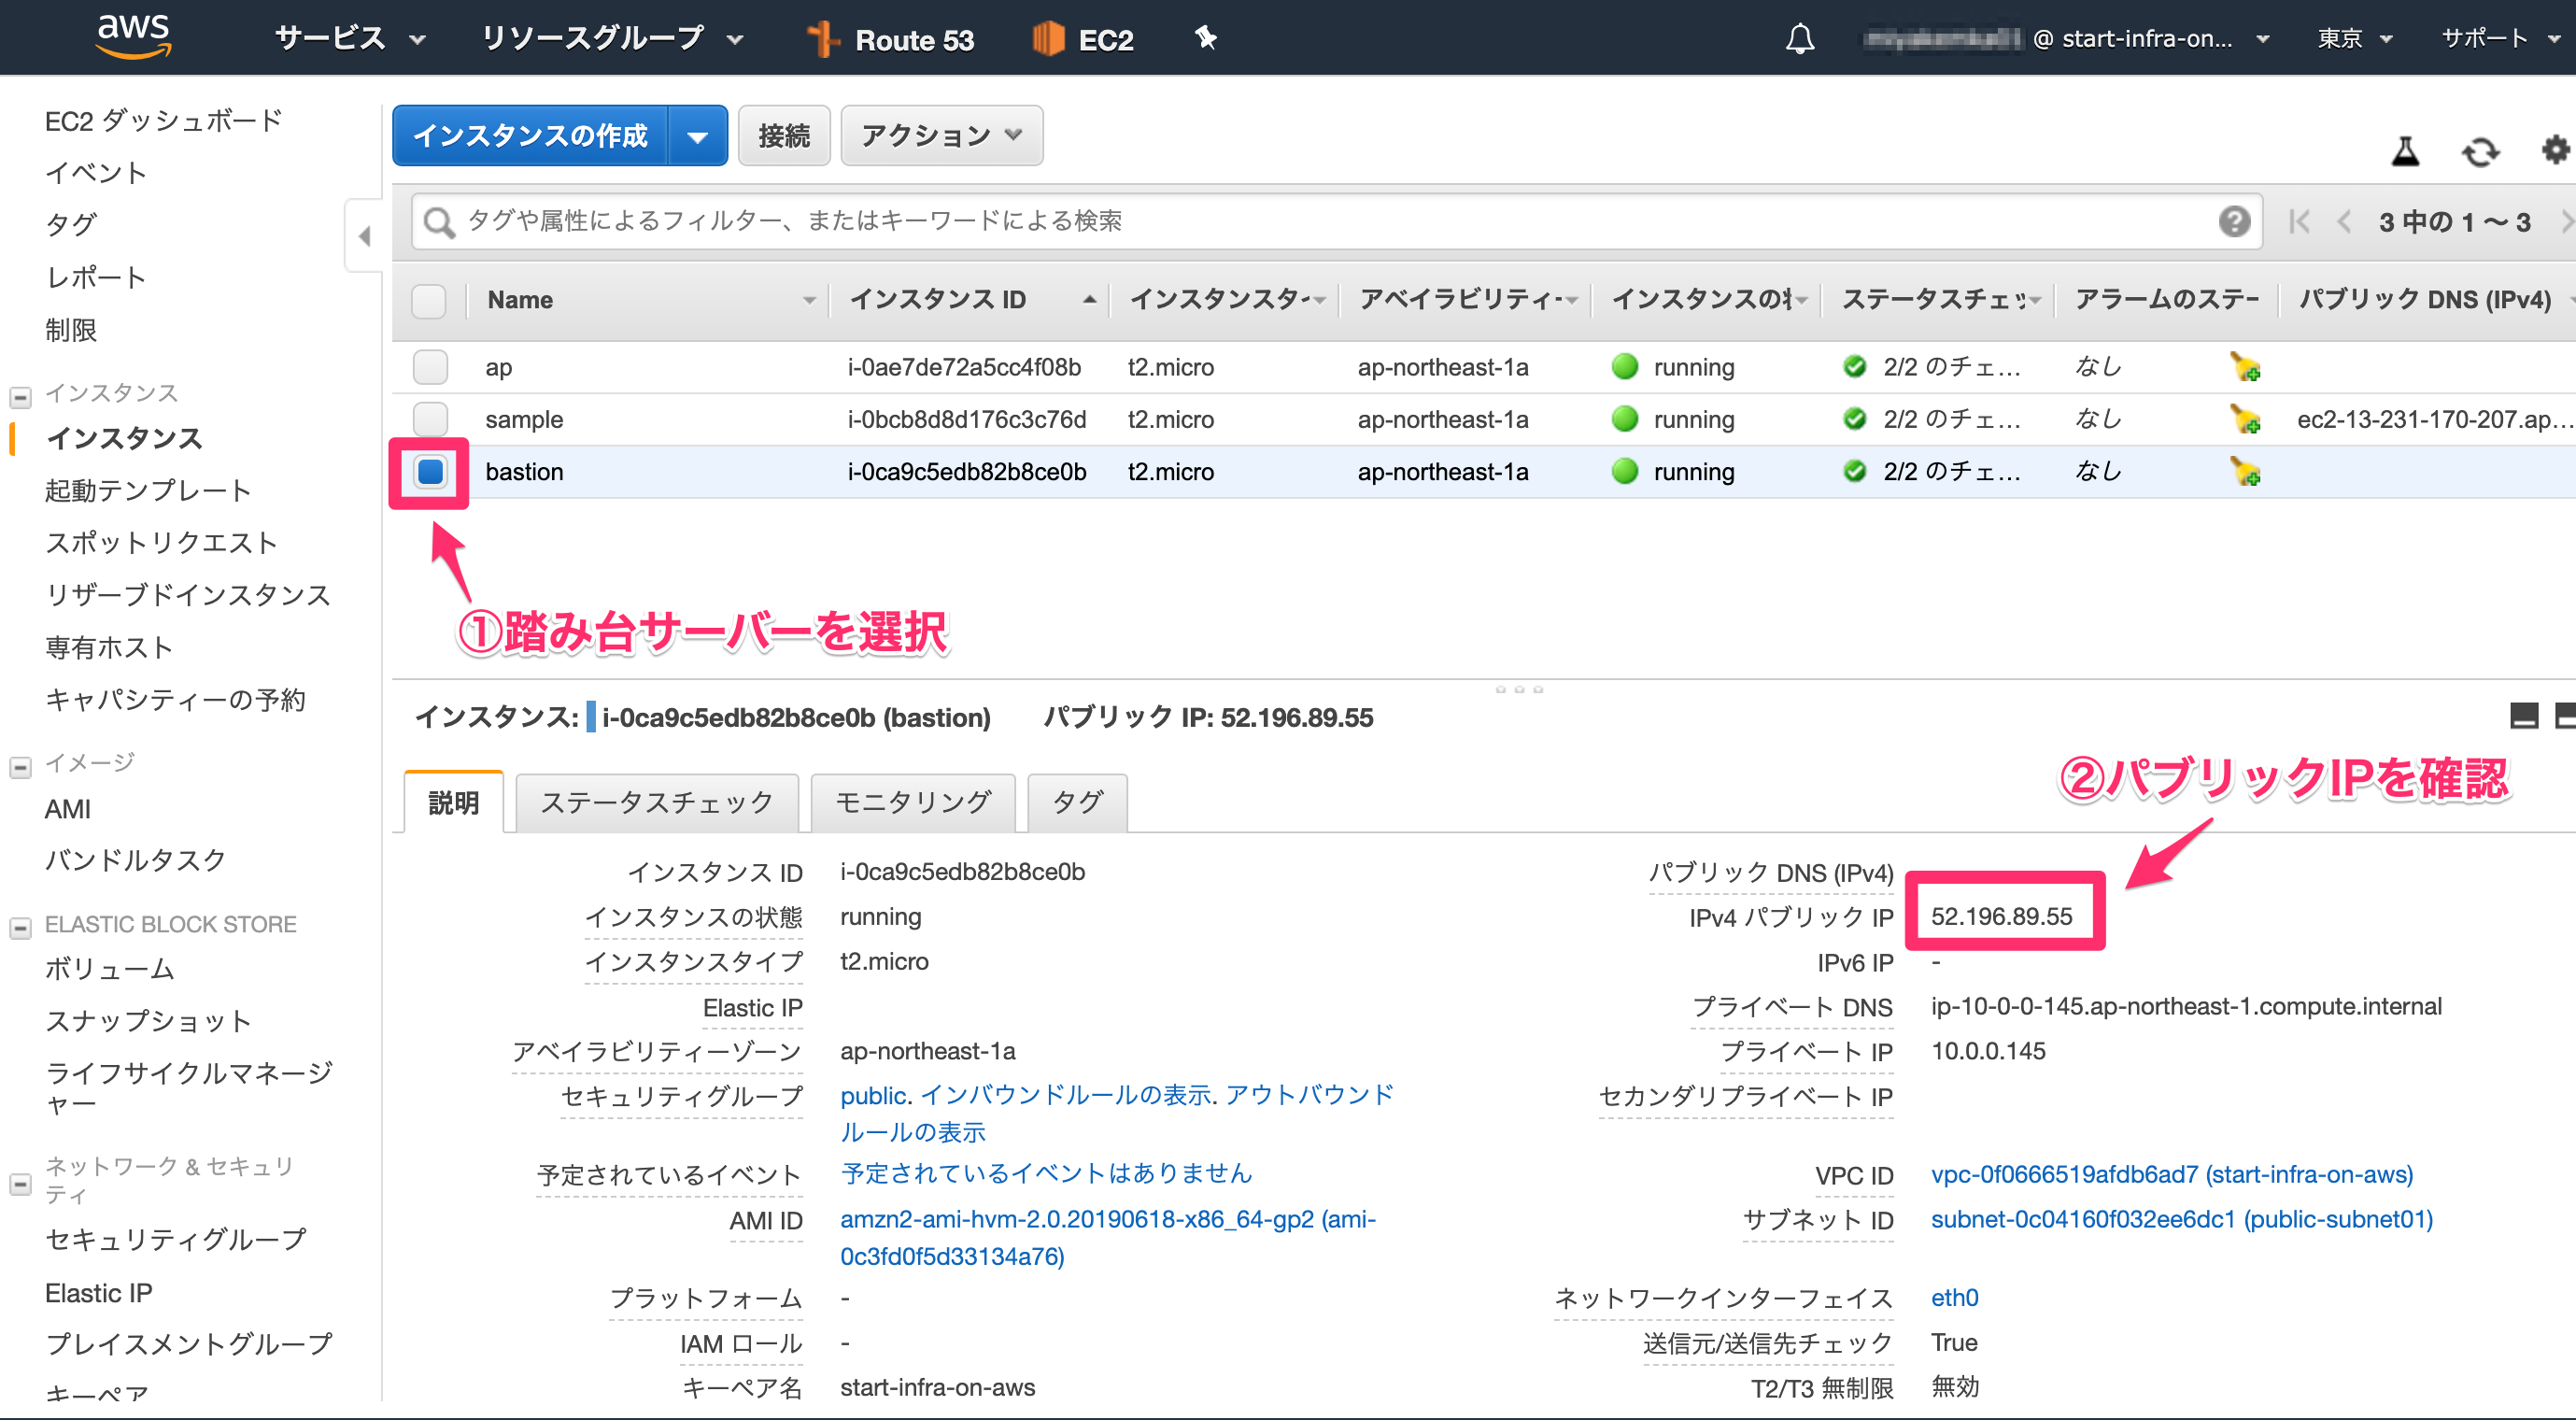 aws サービス リソースグループ Route 53 EC2 @ start-infra-on... 東京 サポート
EC2 ダッシュボード
イベント
タグ
レポート
制限
インスタンス
インスタンス
起動テンプレート
スポットリクエスト
リザーブドインスタンス
専有ホスト
キャパシティーの予約
イメージ
AMI
バンドルタスク
ELASTIC BLOCK STORE
ボリューム
スナップショット
ライフサイクルマネージ
ャー
ネットワーク & セキュリ
ティ
セキュリティグループ
Elastic IP
プレイスメントグループ
キーペア
インスタンスの作成 接続 アクション
タグや属性によるフィルター、またはキーワードによる検索 3 中の 1 ～ 3
Name インスタンス ID インスタンスタイ アベイラビリティー インスタンスの状 ステータスチェッ アラームのステー パブリック DNS (IPv4)
ap i-0ae7de72a5cc4f08b t2.micro ap-northeast-1a running 2/2 のチェ... なし
sample i-0bcb8d8d176c3c76d t2.micro ap-northeast-1a running 2/2 のチェ... なし ec2-13-231-170-207.ap...
bastion i-0ca9c5edb82b8ce0b t2.micro ap-northeast-1a running 2/2 のチェ... なし
①踏み台サーバーを選択
インスタンス: i-0ca9c5edb82b8ce0b (bastion) パブリック IP: 52.196.89.55
②パブリックIPを確認
説明 ステータスチェック モニタリング タグ
インスタンス ID i-0ca9c5edb82b8ce0b
インスタンスの状態 running
インスタンスタイプ t2.micro
Elastic IP
アベイラビリティーゾーン ap-northeast-1a
セキュリティグループ public. インバウンドルールの表示. アウトバウンド
ルールの表示
予定されているイベント 予定されているイベントはありません
AMI ID amzn2-ami-hvm-2.0.20190618-x86_64-gp2 (ami-
0c3fd0f5d33134a76)
プラットフォーム -
IAM ロール -
キーペア名 start-infra-on-aws
パブリック DNS (IPv4)
IPv4 パブリック IP 52.196.89.55
IPv6 IP -
プライベート DNS ip-10-0-0-145.ap-northeast-1.compute.internal
プライベート IP 10.0.0.145
セカンダリプライベート IP
VPC ID vpc-0f0666519afdb6ad7 (start-infra-on-aws)
サブネット ID subnet-0c04160f032ee6dc1 (public-subnet01)
ネットワークインターフェイス eth0
送信元/送信先チェック True
T2/T3 無制限 無効